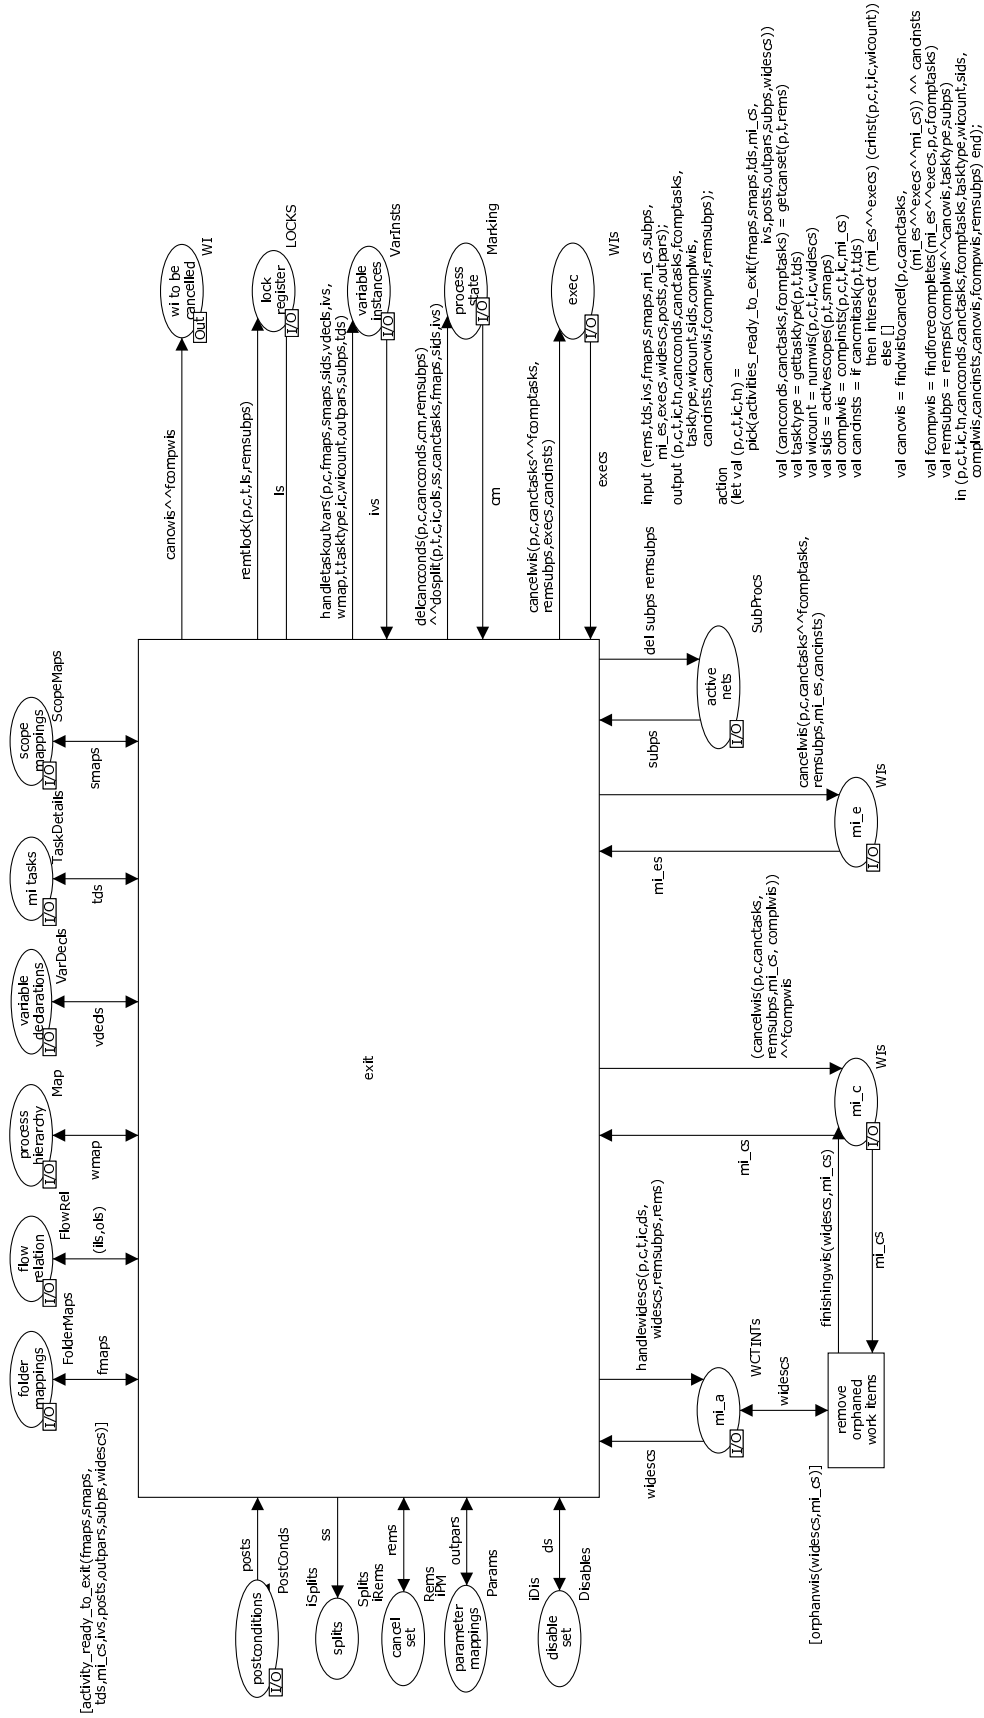 [activity_ready_to_exit(fmaps,smaps,
tds,mi_cs,ivs,posts,outpars,subps,widescs)]
folder
mappings
I/O
FolderMaps
fmaps
flow
relation
I/O
FlowRel
(ils,ols)
process
hierarchy
I/O
Map
wmap
variable
declarations
I/O
VarDecls
vdecls
mi tasks
I/O
TaskDetails
tds
scope
mappings
I/O
ScopeMaps
smaps
postconditions
I/O
PostConds
posts
iSplits
splits
Splits
ss
iRems
cancel
set
Rems
rems
iPM
parameter
mappings
Params
outpars
iDis
disable
set
Disables
ds
exit
cancwis^^fcompwis
wi to be
cancelled
Out
WI
remtlock(p,c,t,ls,remsubps)
ls
lock
register
I/O
LOCKS
handletaskoutvars(p,c,fmaps,smaps,sids,vdecls,ivs,
wmap,t,tasktype,ic,wicount,outpars,subps,tds)
ivs
variable
instances
I/O
VarInsts
delcancconds(p,c,cancconds,cm,remsubps)
^^dosplit(p,t,c,ic,ols,ss,canctasks,fmaps,sids,ivs)
cm
process
state
I/O
Marking
cancelwis(p,c,canctasks^^fcomptasks,
remsubps,execs,cancinsts)
execs
exec
I/O
WIs
widescs
handlewidescs(p,c,t,ic,ds,
widescs,remsubps,rems)
mi_a
I/O
WCTINTs
widescs
[orphanwis(widescs,mi_cs)]
remove
orphaned
work items
finishingwis(widescs,mi_cs)
mi_cs
mi_cs
(cancelwis(p,c,canctasks,
remsubps,mi_cs, complwis))
^^fcompwis
mi_c
I/O
WIs
mi_es
cancelwis(p,c,canctasks^^fcomptasks,
remsubps,mi_es,cancinsts)
mi_e
I/O
WIs
subps
del subps remsubps
active
nets
I/O
SubProcs
input (rems,tds,ivs,fmaps,smaps,mi_cs,subps,
mi_es,execs,widescs,posts,outpars);
output (p,c,t,ic,tn,cancconds,canctasks,fcomptasks,
tasktype,wicount,sids,complwis,
cancinsts,cancwis,fcompwis,remsubps);
action
(let val (p,c,t,ic,tn) =
pick(activities_ready_to_exit(fmaps,smaps,tds,mi_cs,
ivs,posts,outpars,subps,widescs))
val (cancconds,canctasks,fcomptasks) = getcanset(p,t,rems)
val tasktype = gettasktype(p,t,tds)
val wicount = numwis(p,c,t,ic,widescs)
val sids = activescopes(p,t,smaps)
val complwis = compinsts(p,c,t,ic,mi_cs)
val cancinsts = if cancmitask(p,t,tds)
then intersect (mi_es^^execs) (crinst(p,c,t,ic,wicount))
else []
val cancwis = findwistocancel(p,c,canctasks,
(mi_es^^execs^^mi_cs)) ^^ cancinsts
val fcompwis = findforcecompletes(mi_es^^execs,p,c,fcomptasks)
val remsubps = remsps(complwis^^cancwis,tasktype,subps)
in (p,c,t,ic,tn,cancconds,canctasks,fcomptasks,tasktype,wicount,sids,
complwis,cancinsts,cancwis,fcompwis,remsubps) end);